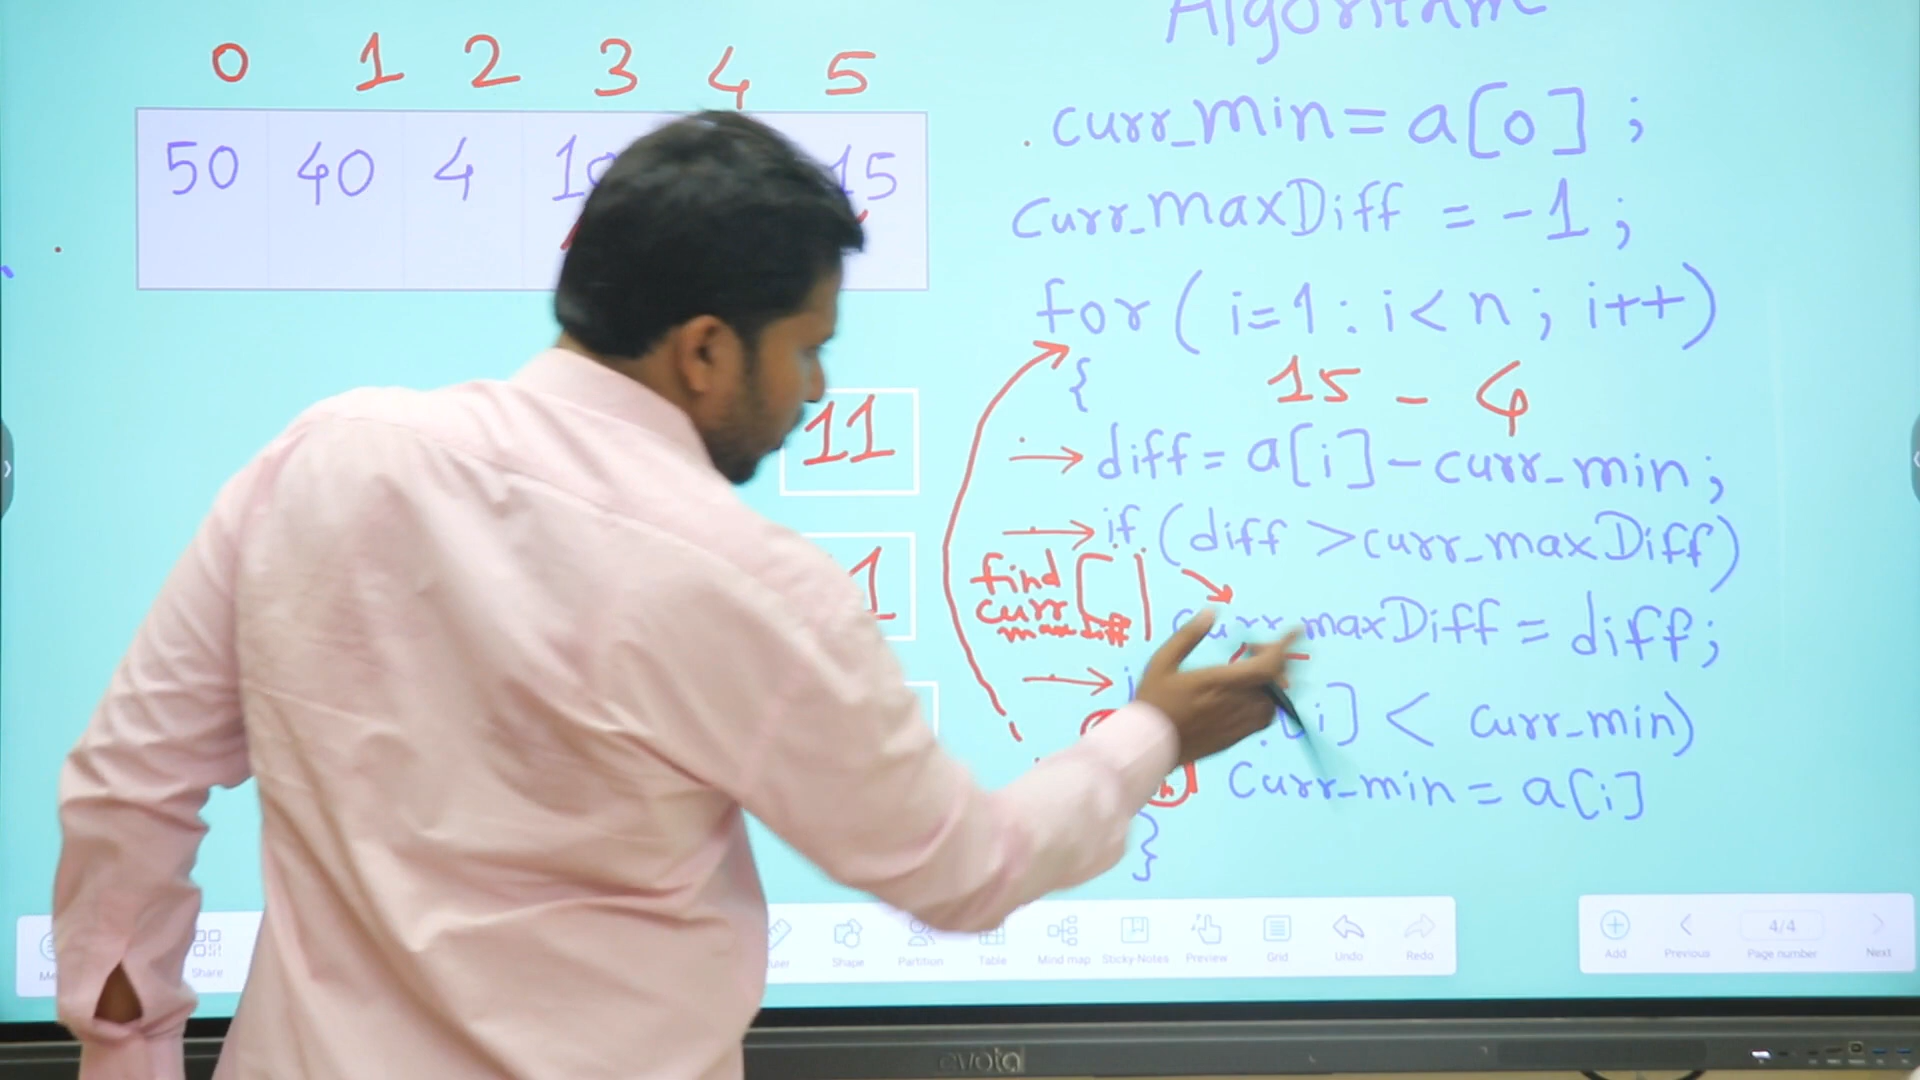 Algorithm
0 1 2 3 4 5
50 40 4 15
curr_min = a[0] ;
curr_maxDiff = -1 ;
for ( i=1 : i< n ; i++)
{
15 - 4
11
diff = a[i] - curr_min ;
if (diff > curr_maxDiff)
find
curr
maxdiff
curr_maxDiff = diff;
i] < curr_min)
curr_min = a[i]
}
Share
Shape
Partition
Table
Mind map
Sticky-Notes
Preview
Grid
Undo
Redo
Add
Previous
4/4
Page number
Next
evota